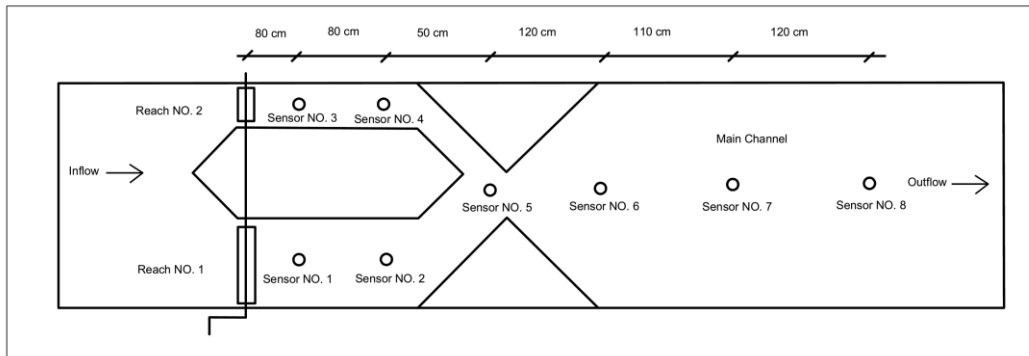 80 cm 80 cm 50 cm 120 cm 110 cm 120 cm
Reach NO. 2
Sensor NO. 3 Sensor NO. 4
Main Channel
Inflow
Outflow
Sensor NO. 5 Sensor NO. 6 Sensor NO. 7 Sensor NO. 8
Reach NO. 1
Sensor NO. 1 Sensor NO. 2